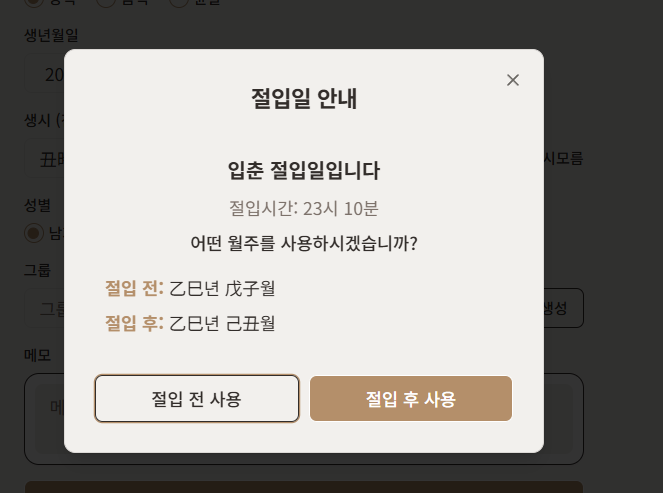 생년월일
20
절입일 안내
생시
丑
시모름
입춘 절입일입니다
절입시간: 23시 10분
성별
어떤 월주를 사용하시겠습니까?
그룹
절입 전: 乙巳년 戊子월
그룹
생성
절입 후: 乙巳년 己丑월
메모
절입 전 사용
절입 후 사용